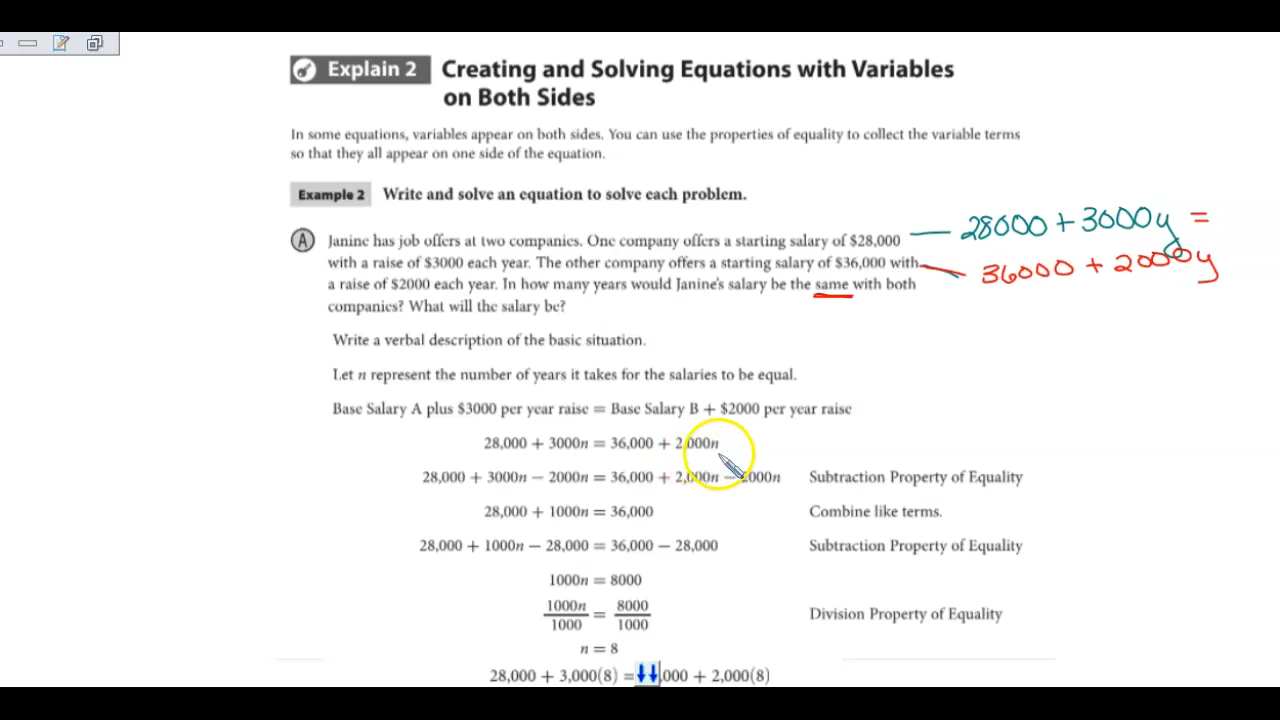 Explain 2 Creating and Solving Equations with Variables
on Both Sides
In some equations, variables appear on both sides. You can use the properties of equality to collect the variable terms
so that they all appear on one side of the equation.
Example 2 Write and solve an equation to solve each problem.
A Janine has job offers at two companies. One company offers a starting salary of $28,000
with a raise of $3000 each year. The other company offers a starting salary of $36,000 with
a raise of $2000 each year. In how many years would Janine's salary be the same with both
companies? What will the salary be?
28000 + 3000y =
36000 + 2000y
Write a verbal description of the basic situation.
Let n represent the number of years it takes for the salaries to be equal.
Base Salary A plus $3000 per year raise = Base Salary B + $2000 per year raise
28,000 + 3000n = 36,000 + 2,000n
28,000 + 3000n − 2000n = 36,000 + 2,000n − 2000n Subtraction Property of Equality
28,000 + 1000n = 36,000 Combine like terms.
28,000 + 1000n − 28,000 = 36,000 − 28,000 Subtraction Property of Equality
1000n = 8000
1000n/1000 = 8000/1000 Division Property of Equality
n = 8
28,000 + 3,000(8) = ,000 + 2,000(8)